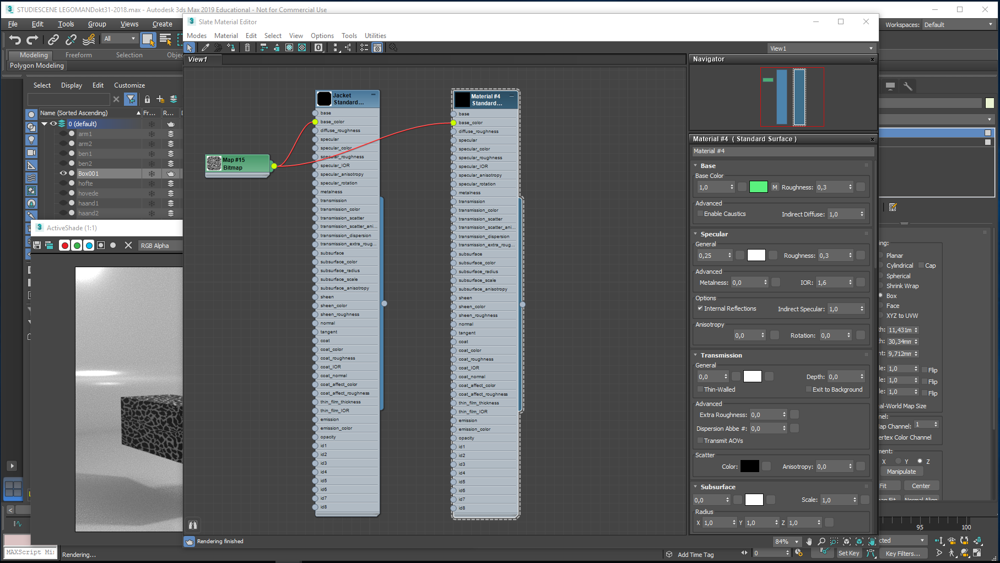 STUDIESCENE LEGOMANDokt31-2018.max - Autodesk 3ds Max 2019 Educational - Not for Commercial Use
File Edit Tools Group Views Create
Workspaces: Default
All
Modeling Freeform Selection
Polygon Modeling
Slate Material Editor
Modes Material Edit Select View Options Tools Utilities
View1
View1
Select Display Edit Customize
Name (Sorted Ascending) Fr... R...
0 (default)
arm1
arm2
ben1
ben2
Box001
hofte
hovede
haand1
haand2
ActiveShade (1:1)
RGB Alpha
Map #15
Bitmap
Jacket
Standard...
base
base_color
diffuse_roughness
specular
specular_color
specular_roughness
specular_IOR
specular_anisotropy
specular_rotation
metalness
transmission
transmission_color
transmission_scatter
transmission_scatter_ani...
transmission_dispersion
transmission_extra_roug...
subsurface
subsurface_color
subsurface_radius
subsurface_scale
subsurface_anisotropy
sheen
sheen_color
sheen_roughness
normal
tangent
coat
coat_color
coat_roughness
coat_IOR
coat_normal
coat_affect_color
coat_affect_roughness
thin_film_thickness
thin_film_IOR
emission
emission_color
opacity
id1
id2
id3
id4
id5
id6
id7
id8
Material #4
Standard...
base
base_color
diffuse_roughness
specular
specular_color
specular_roughness
specular_IOR
specular_anisotropy
specular_rotation
metalness
transmission
transmission_color
transmission_scatter
transmission_scatter_ani...
transmission_dispersion
transmission_extra_roug...
subsurface
subsurface_color
subsurface_radius
subsurface_scale
subsurface_anisotropy
sheen
sheen_color
sheen_roughness
normal
tangent
coat
coat_color
coat_roughness
coat_IOR
coat_normal
coat_affect_color
coat_affect_roughness
thin_film_thickness
thin_film_IOR
emission
emission_color
opacity
id1
id2
id3
id4
id5
id6
id7
id8
Navigator
Material #4 ( Standard Surface )
Material #4
Base
Base Color
1,0 M Roughness: 0,3
Advanced
Enable Caustics Indirect Diffuse: 1,0
Specular
General
0,25 Roughness: 0,3
Advanced
Metalness: 0,0 IOR: 1,6
Options
Internal Reflections Indirect Specular: 1,0
Anisotropy
0,0 Rotation: 0,0
Transmission
General
0,0 Depth: 0,0
Thin-Walled Exit to Background
Advanced
Extra Roughness: 0,0
Dispersion Abbe #: 0,0
Transmit AOVs
Scatter
Color: Anisotropy: 0,0
Subsurface
0,0 Scale: 1,0
Radius
X 1,0 Y 1,0 Z 1,0
Planar
Cylindrical Cap
Spherical
Shrink Wrap
Box
Face
XYZ to UVW
11,431m
30,34mm
9,712mm
1,0 Flip
1,0 Flip
1,0 Flip
Map Size
Channel: 1
Color Channel
X Y Z
Manipulate
Fit Center
Normal Align
95 100
Rendering finished
84%
MAXScript Mi
Rendering...
Add Time Tag
0
Set Key
Key Filters...